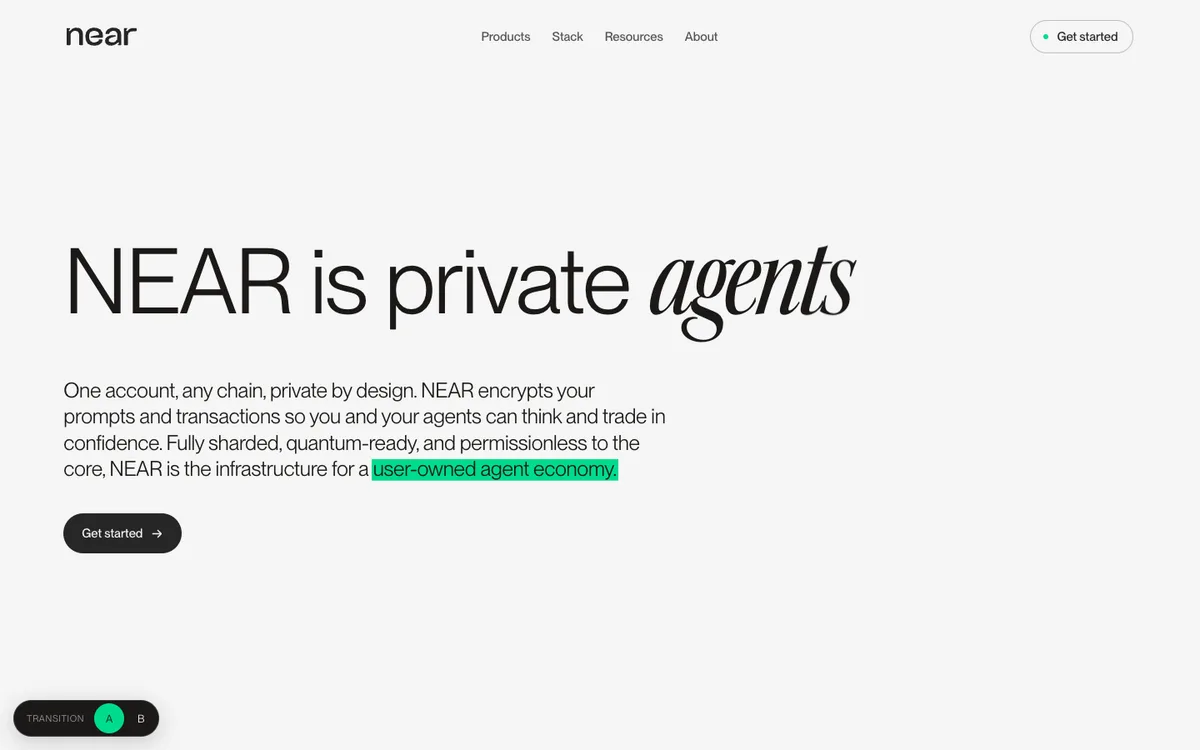 near
Products Stack Resources About
Get started
NEAR is private agents
One account, any chain, private by design. NEAR encrypts your
prompts and transactions so you and your agents can think and trade in
confidence. Fully sharded, quantum-ready, and permissionless to the
core, NEAR is the infrastructure for a user-owned agent economy.
Get started →
TRANSITION A B